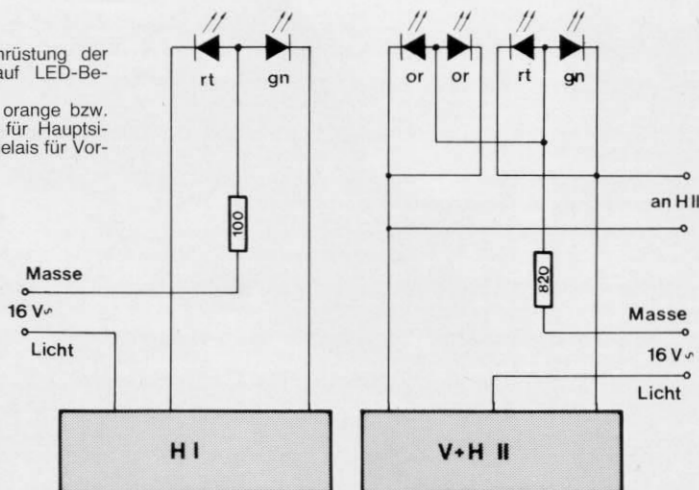 nrüstung der
auf LED-Be-
orange bzw.
für Hauptsi-
elais für Vor-
rt
gn
or
or
rt
gn
100
an H II
820
Masse
16 V
Licht
Masse
16 V
Licht
H I
V+H II